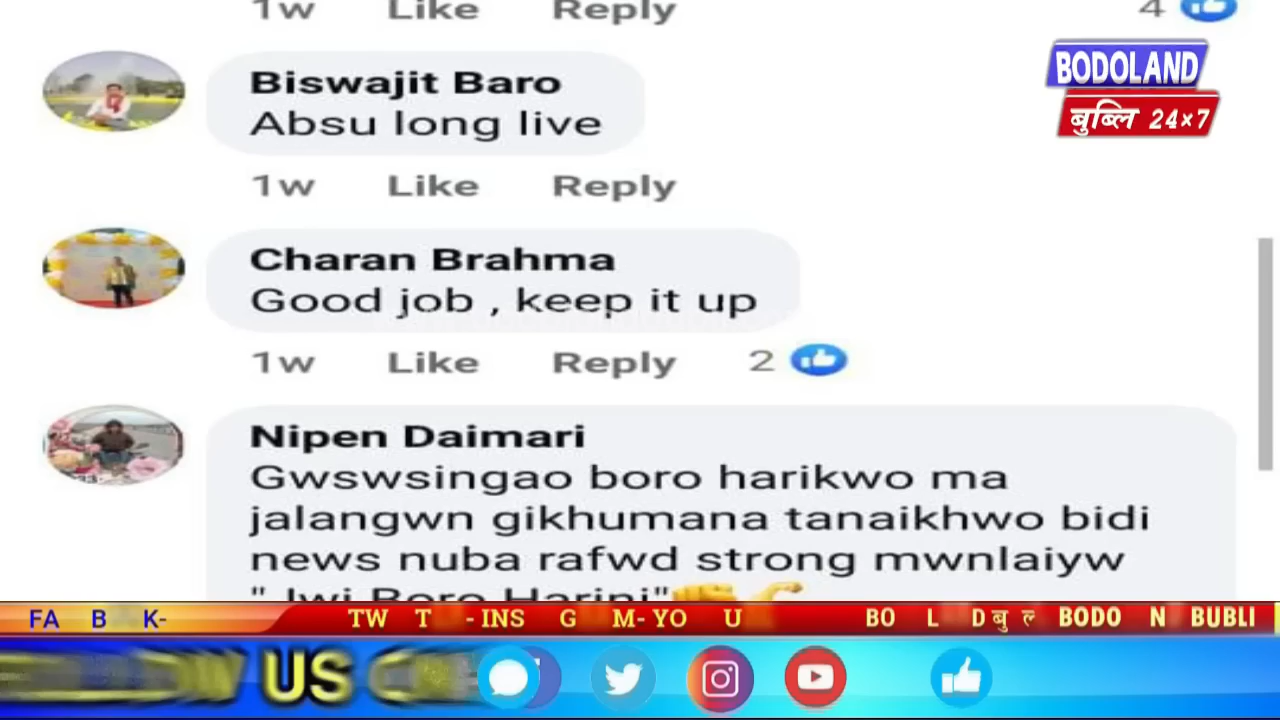 1w Like Reply 4
BODOLAND
बुब्लि 24×7
Biswajit Baro
Absu long live
1w Like Reply
Charan Brahma
Good job , keep it up
1w Like Reply 2
Nipen Daimari
Gwswsingao boro harikwo ma
jalangwn gikhumana tanaikhwo bidi
news nuba rafwd strong mwnlaiyw
" Jwi Boro Harini"
FA B K- TW T - INS G M- YO U BO L D बु ल BODO N BUBLI
US